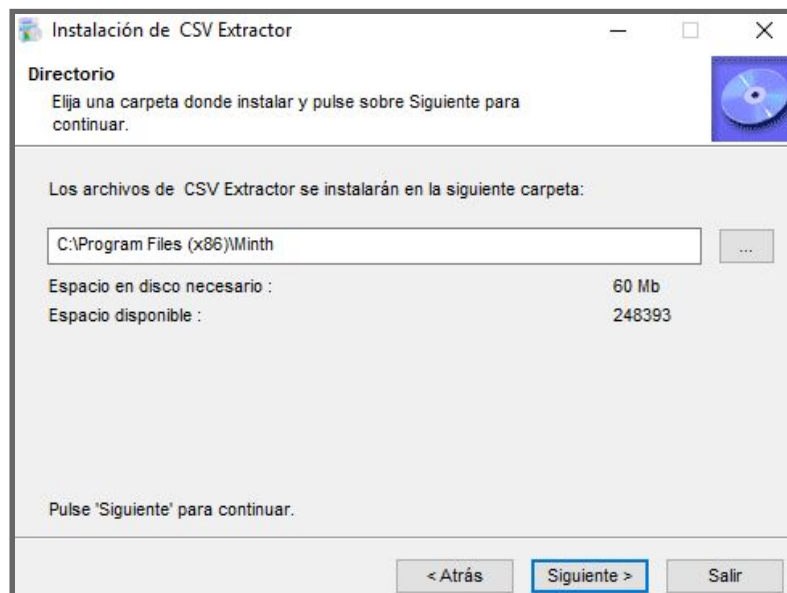 Instalación de  CSV Extractor
Directorio
Elija una carpeta donde instalar y pulse sobre Siguiente para
continuar.
Los archivos de  CSV Extractor se instalarán en la siguiente carpeta:
C:\Program Files (x86)\Minth
...
Espacio en disco necesario : 60 Mb
Espacio disponible : 248393
Pulse 'Siguiente' para continuar.
< Atrás Siguiente > Salir